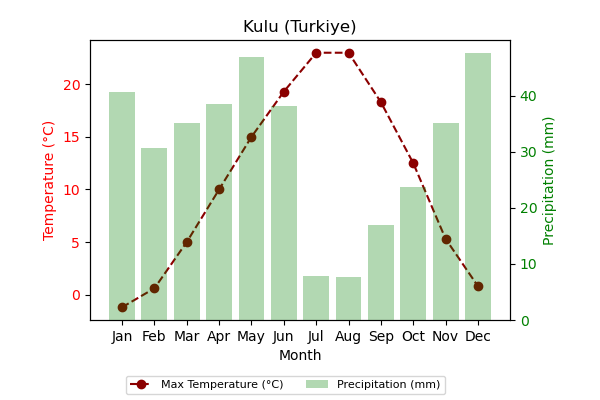 Kulu (Turkiye)
Temperature (°C)
20
15
10
5
0
40
30
20
10
0
Precipitation (mm)
Jan Feb Mar Apr May Jun Jul Aug Sep Oct Nov Dec
Month
Max Temperature (°C) Precipitation (mm)